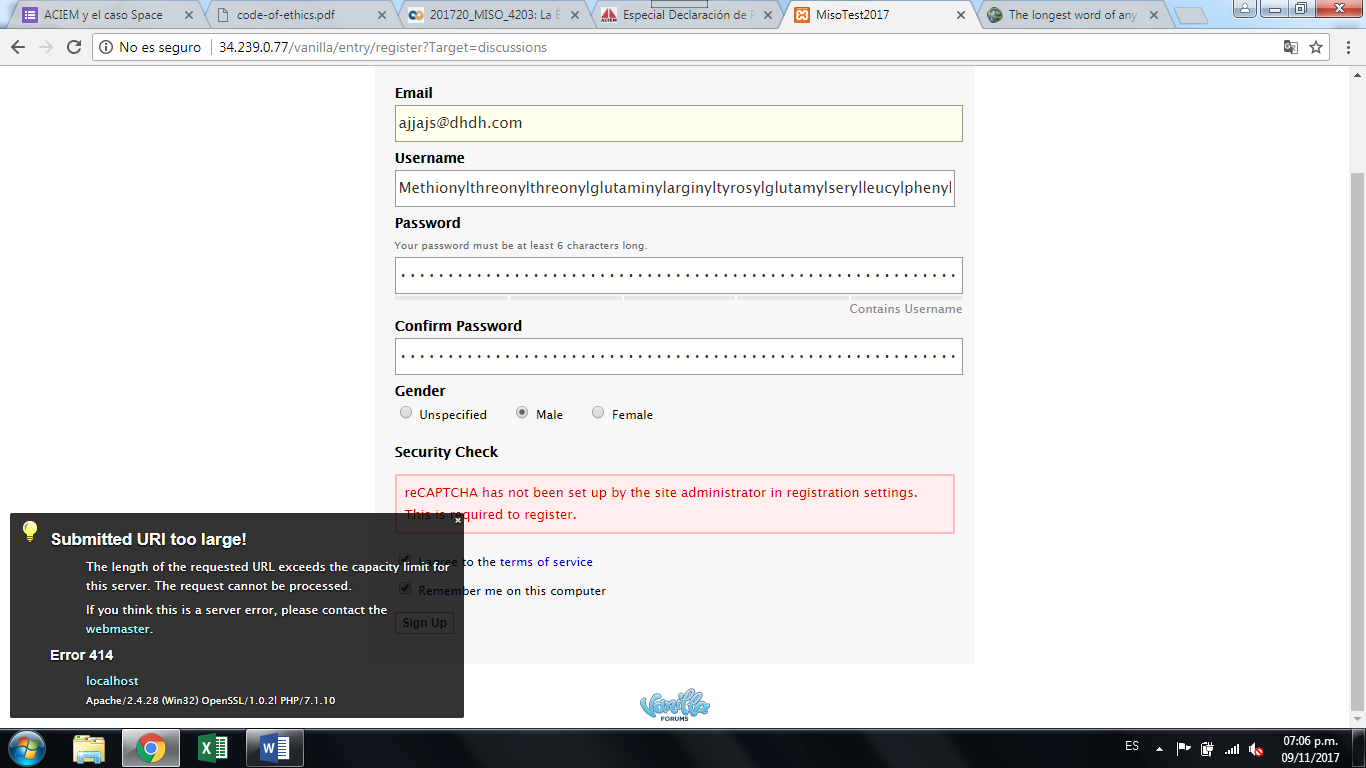 ACIEM y el caso Space
code-of-ethics.pdf
201720_MISO_4203: La É
Especial Declaración de
MisoTest2017
The longest word of any
No es seguro
34.239.0.77/vanilla/entry/register?Target=discussions
Email
ajjajs@dhdh.com
Username
Methionylthreonylthreonylglutaminylarginyltyrosylglutamylserylleucylphenyl
Password
Your password must be at least 6 characters long.
Contains Username
Confirm Password
Gender
Unspecified
Male
Female
Security Check
reCAPTCHA has not been set up by the site administrator in registration settings.
This is required to register.
I agree to the terms of service
Remember me on this computer
Sign Up
Submitted URI too large!
The length of the requested URL exceeds the capacity limit for
this server. The request cannot be processed.
If you think this is a server error, please contact the
webmaster.
Error 414
localhost
Apache/2.4.28 (Win32) OpenSSL/1.0.2l PHP/7.1.10
Vanilla
FORUMS
ES
07:06 p.m.
09/11/2017